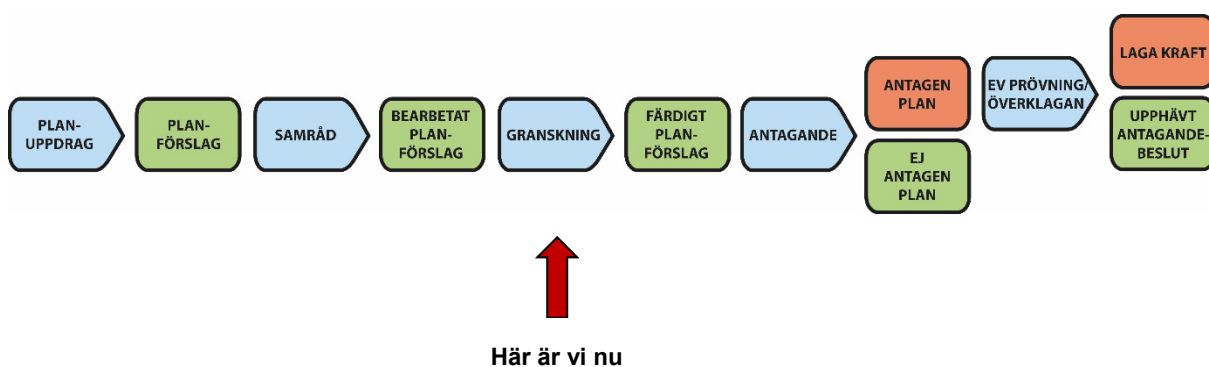 PLAN-
UPPDRAG
PLAN-
FÖRSLAG
SAMRÅD
BEARBETAT
PLAN-
FÖRSLAG
GRANSKNING
FÄRDIGT
PLAN-
FÖRSLAG
ANTAGANDE
ANTAGEN
PLAN
EJ
ANTAGEN
PLAN
EV PRÖVNING/
ÖVERKLAGAN
LAGA KRAFT
UPPHÄVT
ANTAGANDE-
BESLUT
Här är vi nu